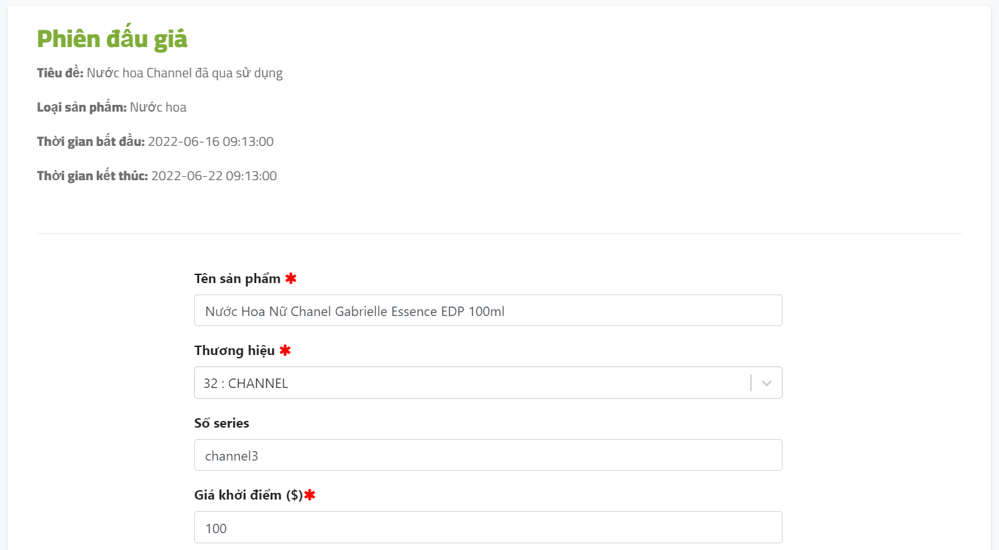 Phiên đấu giá
Tiêu đề: Nước hoa Channel đã qua sử dụng
Loại sản phẩm: Nước hoa
Thời gian bắt đầu: 2022-06-16 09:13:00
Thời gian kết thúc: 2022-06-22 09:13:00
Tên sản phẩm ✱
Nước Hoa Nữ Chanel Gabrielle Essence EDP 100ml
Thương hiệu ✱
32 : CHANNEL
Số series
channel3
Giá khởi điểm ($)✱
100